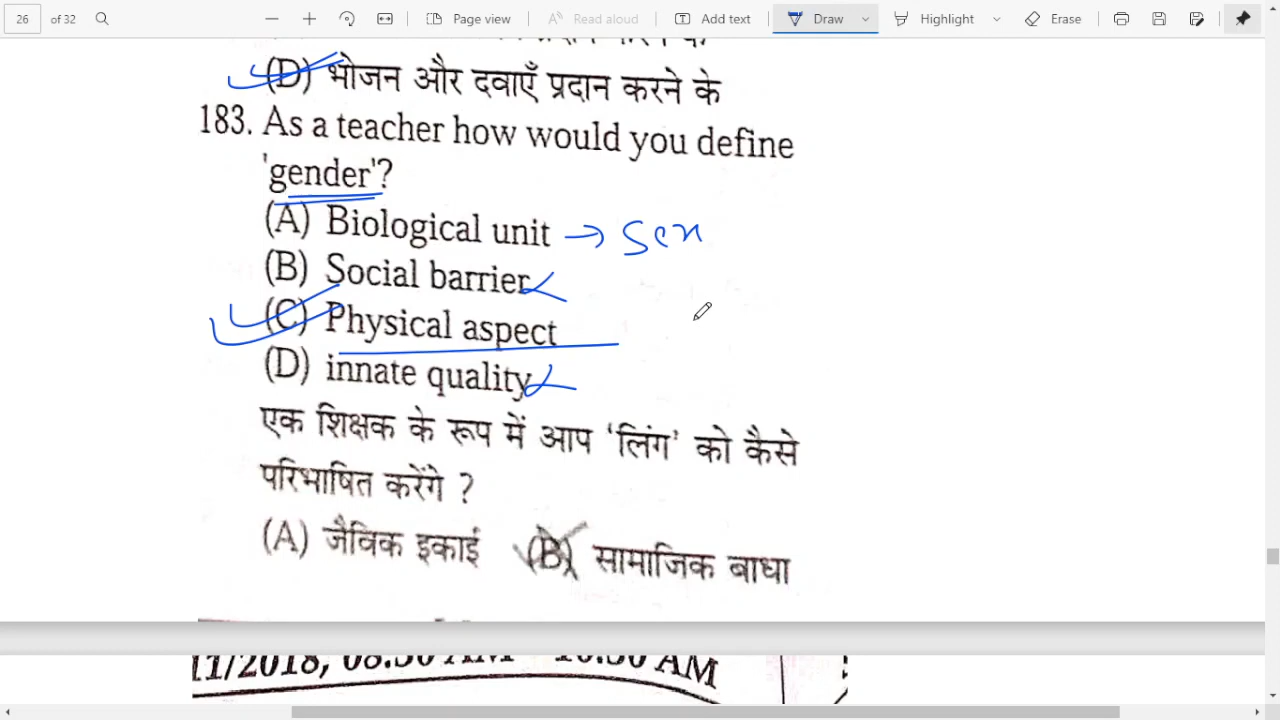 26 of 32 Page view Read aloud Add text Draw Highlight Erase
(D) भोजन और दवाएँ प्रदान करने के
183. As a teacher how would you define
'gender'?
(A) Biological unit → Sex
(B) Social barrier
(C) Physical aspect
(D) innate quality
एक शिक्षक के रूप में आप ‘लिंग’ को कैसे
परिभाषित करेंगे ?
(A) जैविक इकाई (B) सामाजिक बाधा
11/2018, 08:30 AM - 10:30 AM